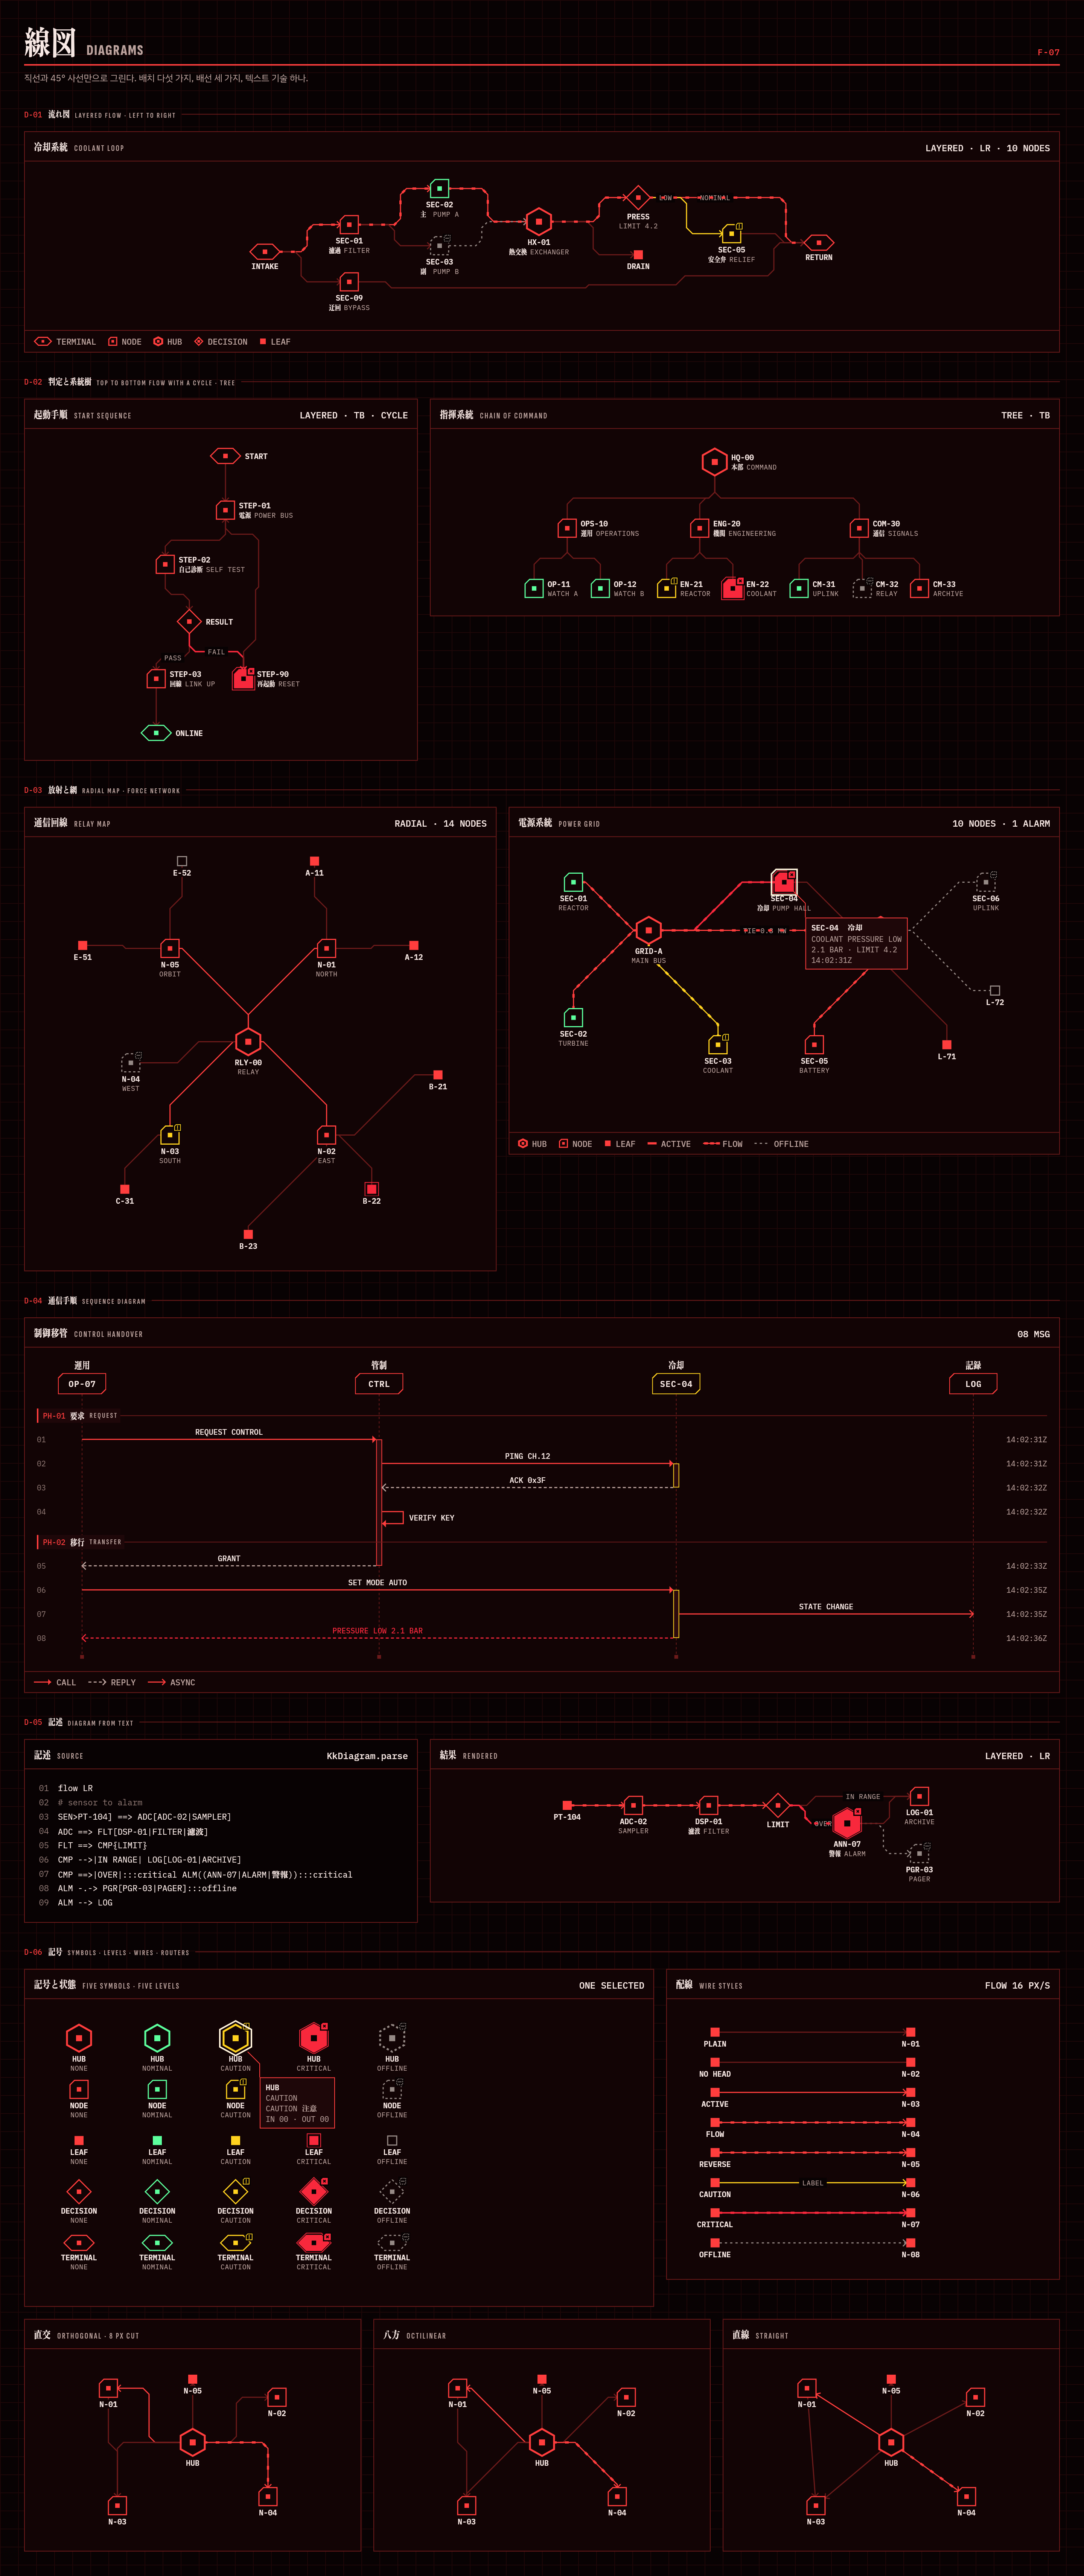 線図 DIAGRAMS
F-07
직선과 45° 사선만으로 그린다. 배치 다섯 가지, 배선 세 가지, 텍스트 기술 하나.
D-01 流れ図 LAYERED FLOW · LEFT TO RIGHT
冷却系統 COOLANT LOOP
LAYERED · LR · 10 NODES
SEC-02
主 PUMP A
SEC-01
濾過 FILTER
INTAKE
SEC-03
副 PUMP B
HX-01
熱交換 EXCHANGER
PRESS
LIMIT 4.2
LOW
NOMINAL
SEC-05
安全弁 RELIEF
RETURN
DRAIN
SEC-09
迂回 BYPASS
TERMINAL
NODE
HUB
DECISION
LEAF
D-02 判定と系統樹 TOP TO BOTTOM FLOW WITH A CYCLE · TREE
起動手順 START SEQUENCE
LAYERED · TB · CYCLE
START
STEP-01
電源 POWER BUS
STEP-02
自己診断 SELF TEST
RESULT
PASS
FAIL
STEP-03
回線 LINK UP
STEP-90
再起動 RESET
ONLINE
指揮系統 CHAIN OF COMMAND
TREE · TB
HQ-00
本部 COMMAND
OPS-10
運用 OPERATIONS
ENG-20
機関 ENGINEERING
COM-30
通信 SIGNALS
OP-11
WATCH A
OP-12
WATCH B
EN-21
REACTOR
EN-22
COOLANT
CM-31
UPLINK
CM-32
RELAY
CM-33
ARCHIVE
D-03 放射と網 RADIAL MAP · FORCE NETWORK
通信回線 RELAY MAP
RADIAL · 14 NODES
E-52
A-11
E-51
N-05
ORBIT
N-01
NORTH
A-12
RLY-00
RELAY
N-04
WEST
B-21
N-03
SOUTH
N-02
EAST
C-31
B-22
B-23
電源系統 POWER GRID
10 NODES · 1 ALARM
SEC-01
REACTOR
SEC-04
冷却 PUMP HALL
SEC-06
UPLINK
GRID-A
MAIN BUS
TIE 0.8 MW
SEC-04 冷却
COOLANT PRESSURE LOW
2.1 BAR · LIMIT 4.2
14:02:31Z
L-72
SEC-02
TURBINE
SEC-03
COOLANT
SEC-05
BATTERY
L-71
HUB
NODE
LEAF
ACTIVE
FLOW
OFFLINE
D-04 通信手順 SEQUENCE DIAGRAM
制御移管 CONTROL HANDOVER
08 MSG
運用
OP-07
管制
CTRL
冷却
SEC-04
記録
LOG
PH-01 要求 REQUEST
01 REQUEST CONTROL 14:02:31Z
02 PING CH.12 14:02:31Z
03 ACK 0x3F 14:02:32Z
04 VERIFY KEY 14:02:32Z
PH-02 移行 TRANSFER
05 GRANT 14:02:33Z
06 SET MODE AUTO 14:02:35Z
07 STATE CHANGE 14:02:35Z
08 PRESSURE LOW 2.1 BAR 14:02:36Z
CALL
REPLY
ASYNC
D-05 記述 DIAGRAM FROM TEXT
記述 SOURCE
KkDiagram.parse
01 flow LR
02 # sensor to alarm
03 SEN>PT-104] ==> ADC[ADC-02|SAMPLER]
04 ADC ==> FLT[DSP-01|FILTER|濾波]
05 FLT ==> CMP{LIMIT}
06 CMP -->|IN RANGE| LOG[LOG-01|ARCHIVE]
07 CMP ==>|OVER|:::critical ALM((ANN-07|ALARM|警報)):::critical
08 ALM -.-> PGR[PGR-03|PAGER]:::offline
09 ALM --> LOG
結果 RENDERED
LAYERED · LR
PT-104
ADC-02
SAMPLER
DSP-01
濾波 FILTER
LIMIT
IN RANGE
OVER
ANN-07
警報 ALARM
LOG-01
ARCHIVE
PGR-03
PAGER
D-06 記号 SYMBOLS · LEVELS · WIRES · ROUTERS
記号と状態 FIVE SYMBOLS · FIVE LEVELS
ONE SELECTED
HUB HUB HUB HUB HUB
NONE NOMINAL CAUTION CRITICAL OFFLINE
NODE NODE NODE NODE
NONE NOMINAL CAUTION OFFLINE
HUB
CAUTION
CAUTION 注意
IN 00 · OUT 00
LEAF LEAF LEAF LEAF LEAF
NONE NOMINAL CAUTION CRITICAL OFFLINE
DECISION DECISION DECISION DECISION DECISION
NONE NOMINAL CAUTION CRITICAL OFFLINE
TERMINAL TERMINAL TERMINAL TERMINAL TERMINAL
NONE NOMINAL CAUTION CRITICAL OFFLINE
配線 WIRE STYLES
FLOW 16 PX/S
PLAIN N-01
NO HEAD N-02
ACTIVE N-03
FLOW N-04
REVERSE N-05
LABEL
CAUTION N-06
CRITICAL N-07
OFFLINE N-08
直交 ORTHOGONAL · 8 PX CUT
N-05
N-01
N-02
HUB
N-04
N-03
八方 OCTILINEAR
N-05
N-01
N-02
HUB
N-04
N-03
直線 STRAIGHT
N-05
N-01
N-02
HUB
N-04
N-03